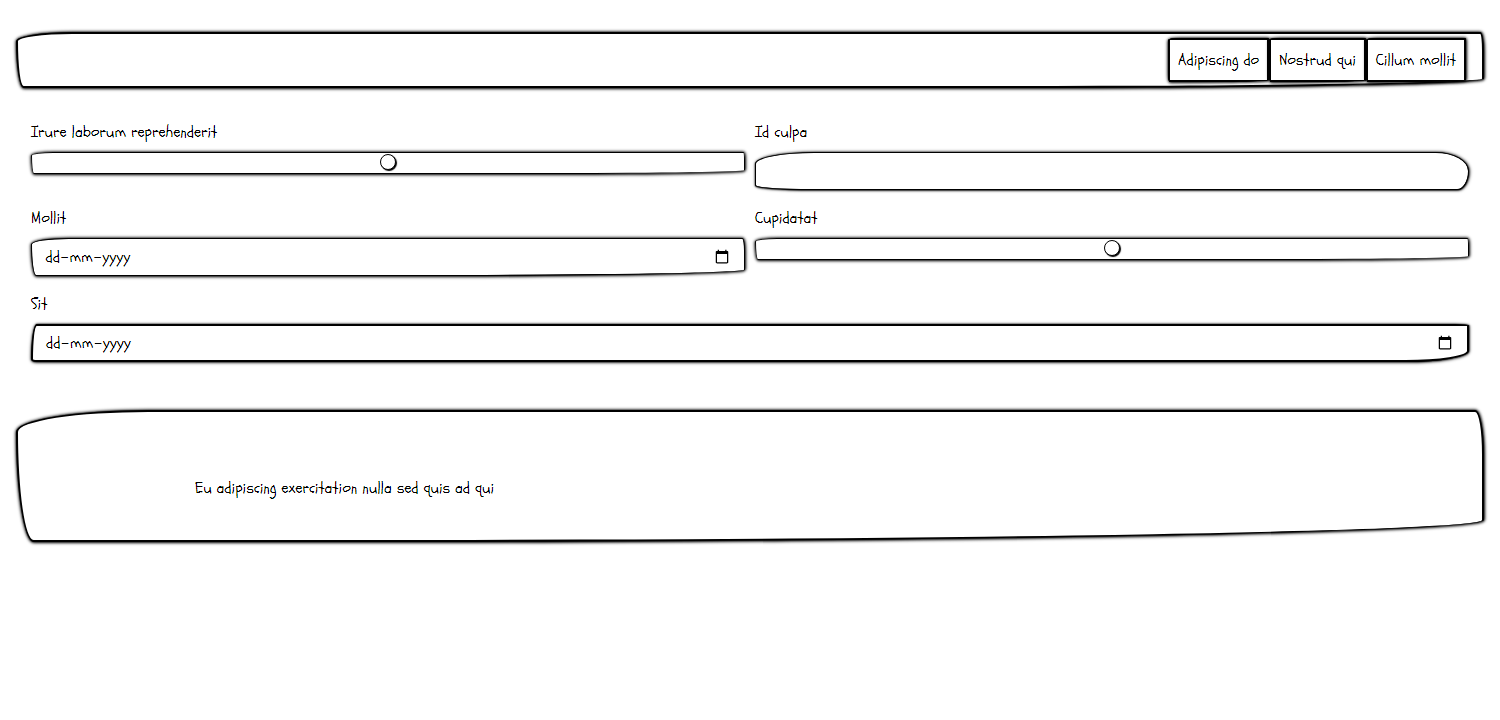 Adipiscing do
Nostrud qui
Cillum mollit
Irure laborum reprehenderit
Id culpa
Mollit
Cupidatat
dd-mm-yyyy
Sit
dd-mm-yyyy
Eu adipiscing exercitation nulla sed quis ad qui